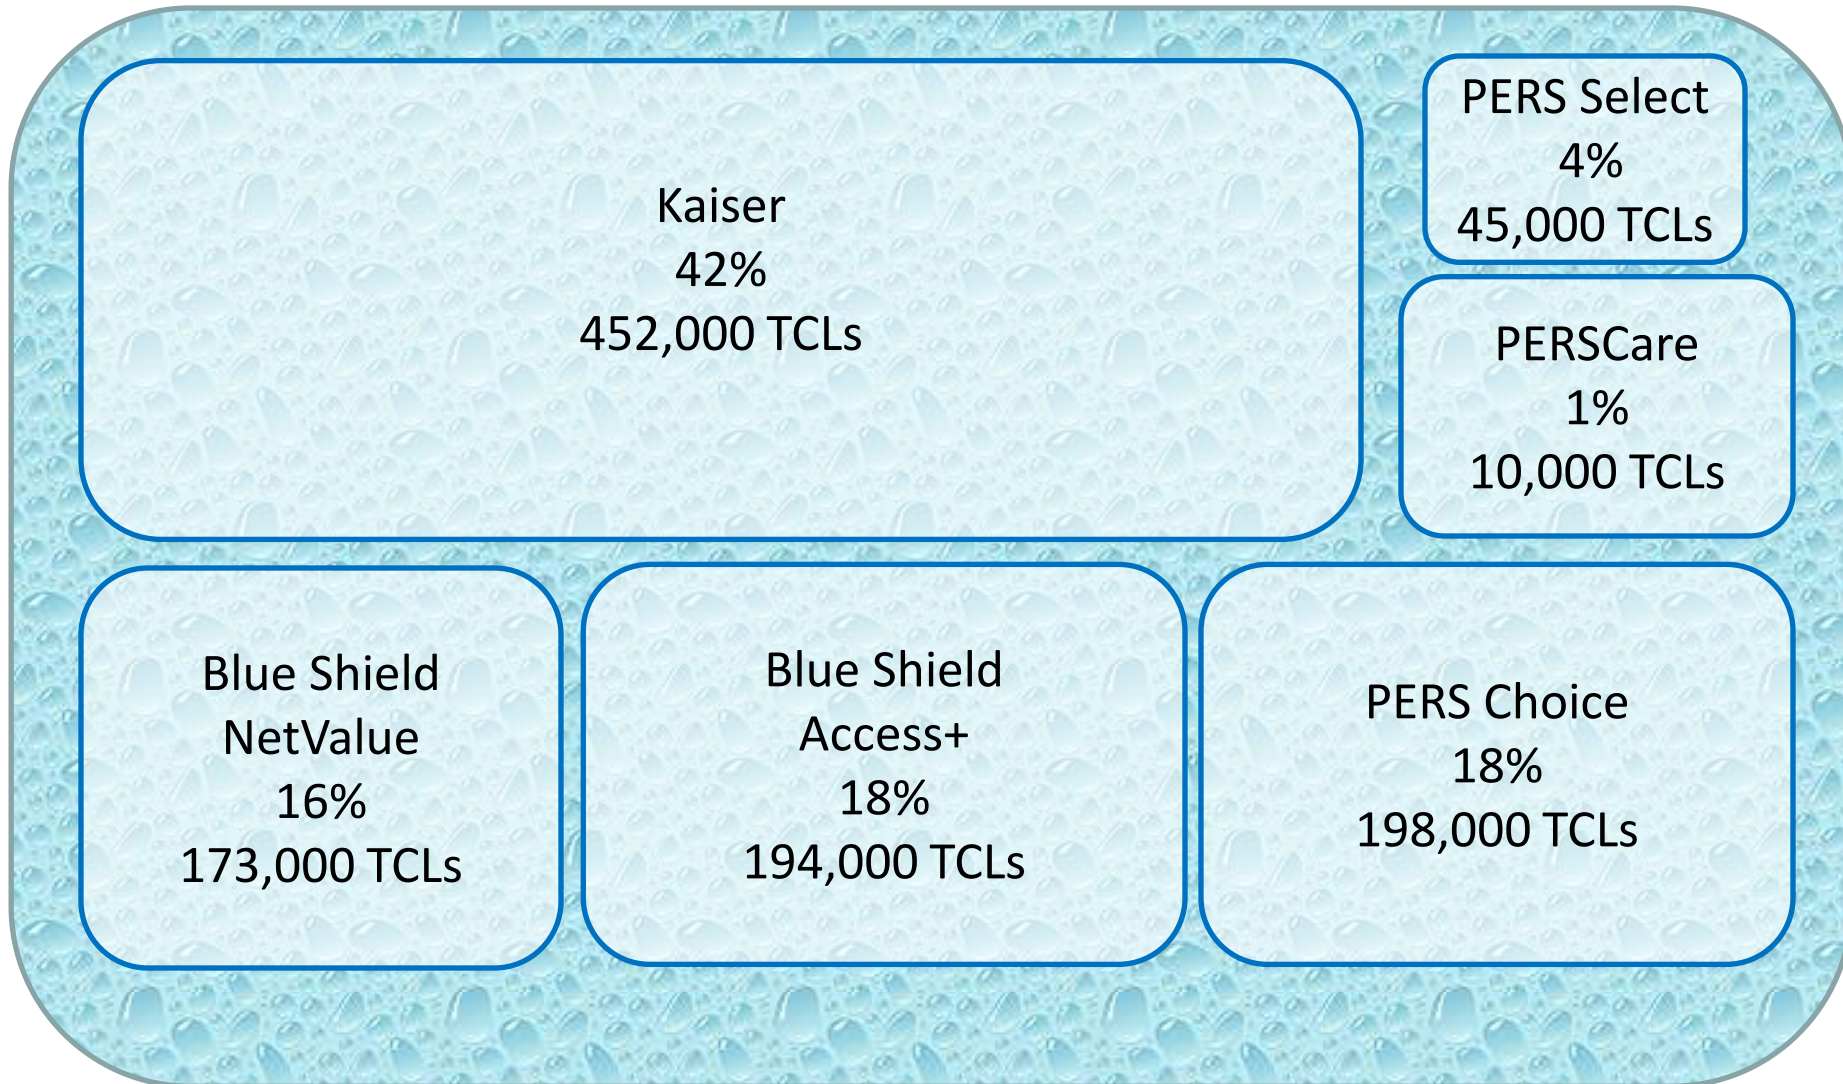 Kaiser
42%
452,000 TCLs
PERS Select
4%
45,000 TCLs
PERSCare
1%
10,000 TCLs
Blue Shield
NetValue
16%
173,000 TCLs
Blue Shield
Access+
18%
194,000 TCLs
PERS Choice
18%
198,000 TCLs